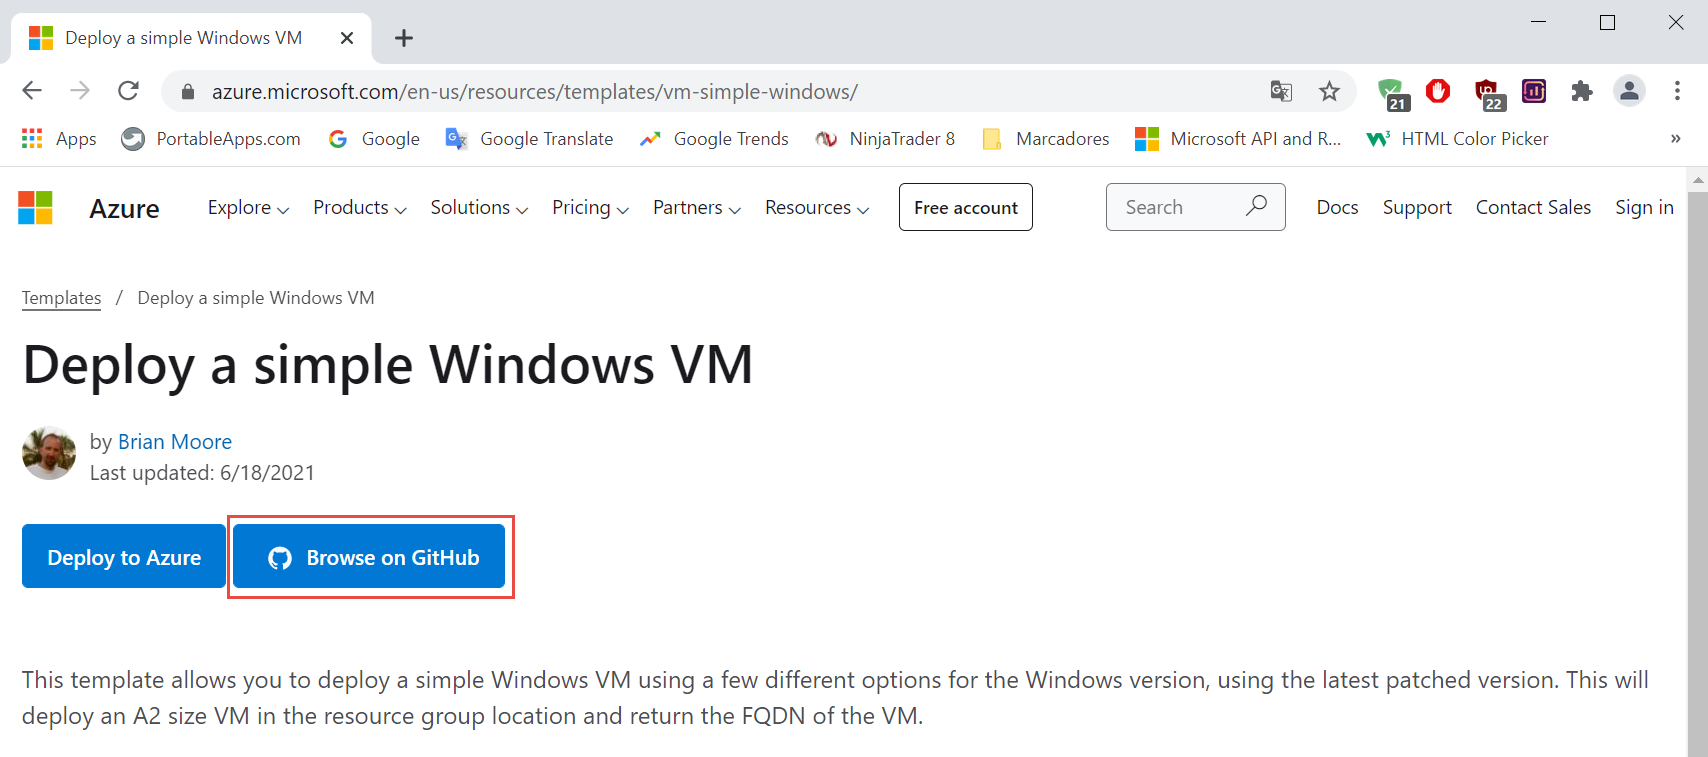 Deploy a simple Windows VM
azure.microsoft.com/en-us/resources/templates/vm-simple-windows/
21
22
Apps PortableApps.com Google Google Translate Google Trends NinjaTrader 8 Marcadores Microsoft API and R... HTML Color Picker »
Azure Explore Products Solutions Pricing Partners Resources Free account Search Docs Support Contact Sales Sign in
Templates / Deploy a simple Windows VM
Deploy a simple Windows VM
by Brian Moore
Last updated: 6/18/2021
Deploy to Azure Browse on GitHub
This template allows you to deploy a simple Windows VM using a few different options for the Windows version, using the latest patched version. This will
deploy an A2 size VM in the resource group location and return the FQDN of the VM.